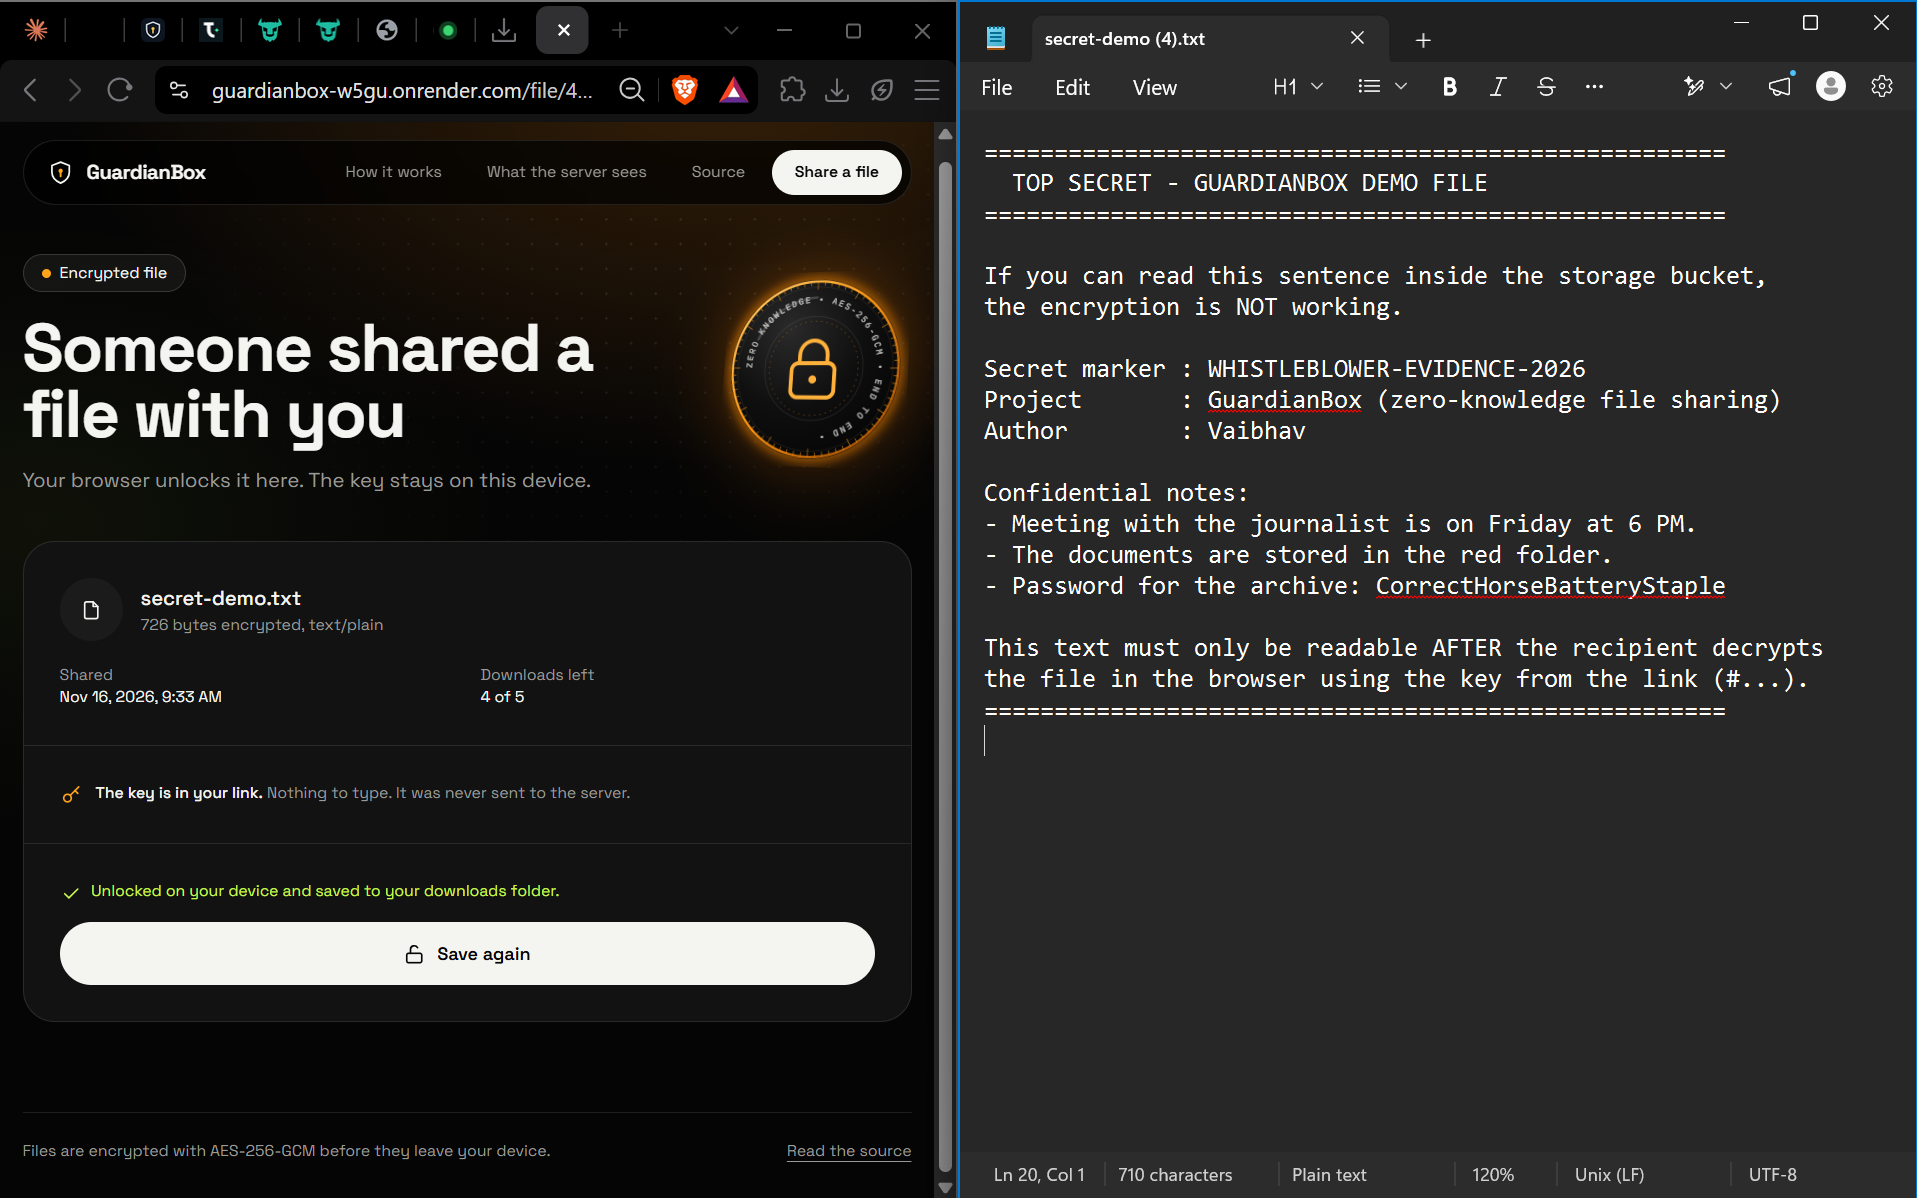 guardianbox-w5gu.onrender.com/file/4...
GuardianBox
How it works
What the server sees
Source
Share a file
Encrypted file
Someone shared a
file with you
Your browser unlocks it here. The key stays on this device.
ZERO KNOWLEDGE • AES-256-GCM • END TO END •
secret-demo.txt
726 bytes encrypted, text/plain
Shared
Nov 16, 2026, 9:33 AM
Downloads left
4 of 5
The key is in your link. Nothing to type. It was never sent to the server.
Unlocked on your device and saved to your downloads folder.
Save again
Files are encrypted with AES-256-GCM before they leave your device.
Read the source
secret-demo (4).txt
File
Edit
View
H1
B
I
S
=====================================================
TOP SECRET - GUARDIANBOX DEMO FILE
=====================================================
If you can read this sentence inside the storage bucket,
the encryption is NOT working.
Secret marker : WHISTLEBLOWER-EVIDENCE-2026
Project : GuardianBox (zero-knowledge file sharing)
Author : Vaibhav
Confidential notes:
- Meeting with the journalist is on Friday at 6 PM.
- The documents are stored in the red folder.
- Password for the archive: CorrectHorseBatteryStaple
This text must only be readable AFTER the recipient decrypts
the file in the browser using the key from the link (#...).
=====================================================
Ln 20, Col 1
710 characters
Plain text
120%
Unix (LF)
UTF-8